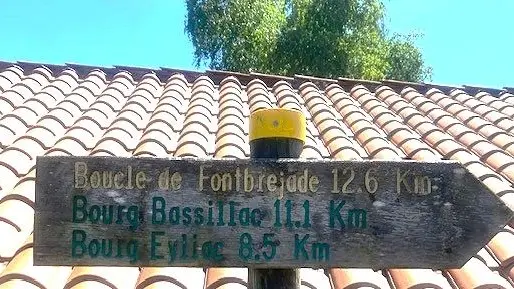 Boucle de Fontbrejade 12.6 Km
Bourg Bassillac 11.1 Km
Bourg Eyliac 8.5 Km